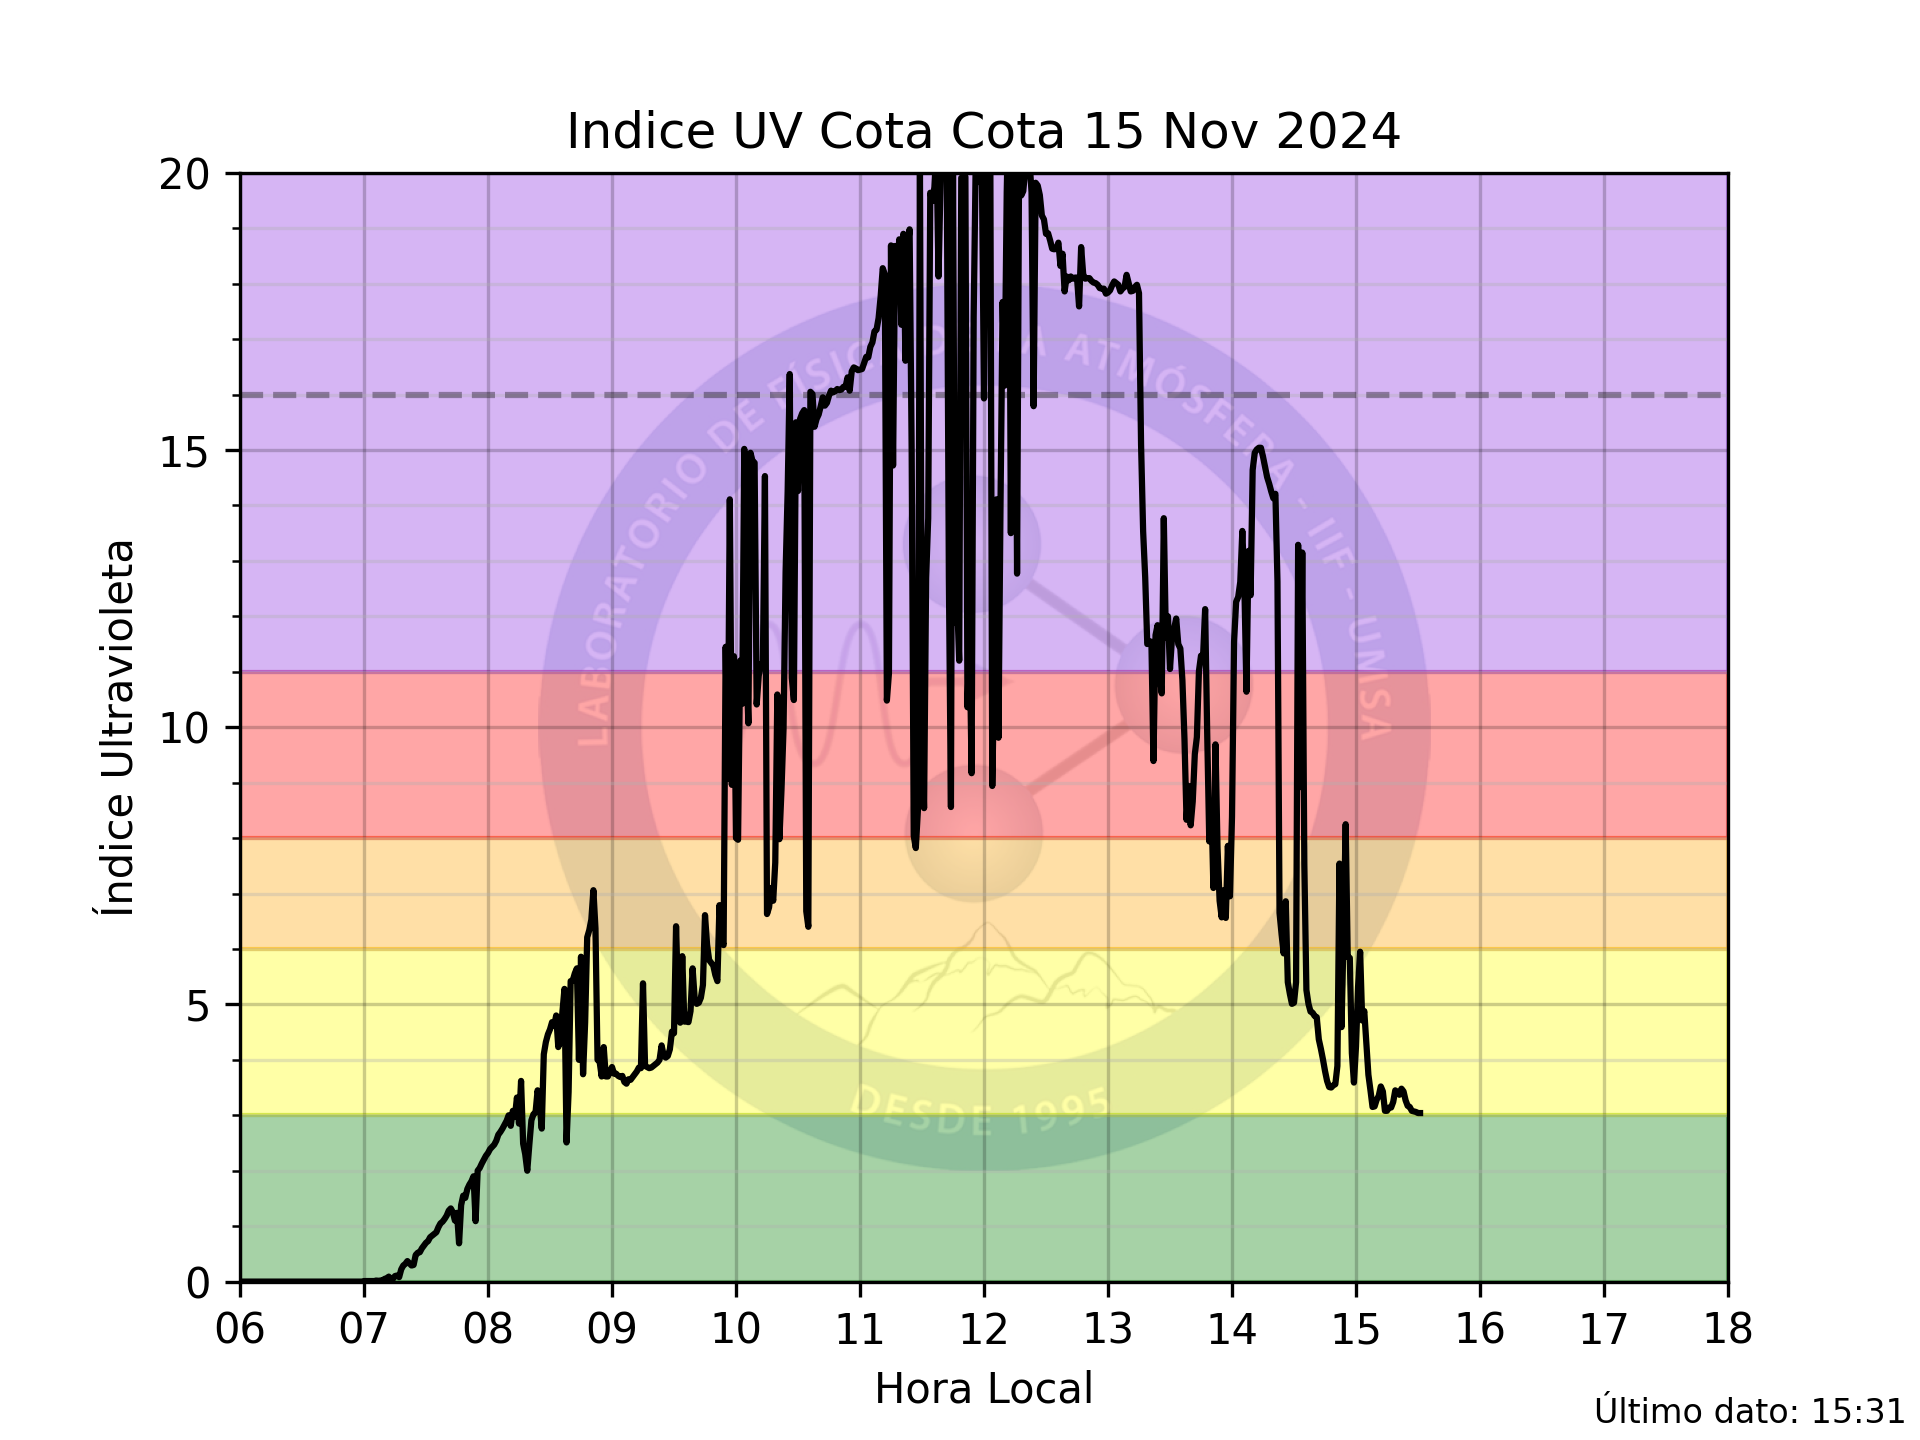 Indice UV Cota Cota 15 Nov 2024
20
15
10
5
0
Índice Ultravioleta
06 07 08 09 10 11 12 13 14 15 16 17 18
Hora Local
Último dato: 15:31
LABORATORIO DE FÍSICA DE LA ATMÓSFERA - IIF - UMSA
DESDE 1995